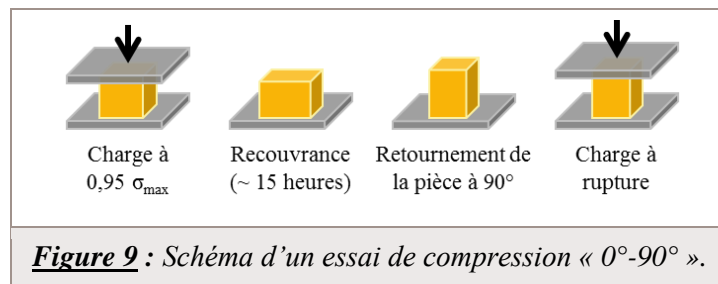 Charge à
0,95 σmax
Recouvrance
(~ 15 heures)
Retournement de
la pièce à 90°
Charge à
rupture
Figure 9 : Schéma d'un essai de compression « 0°-90° ».